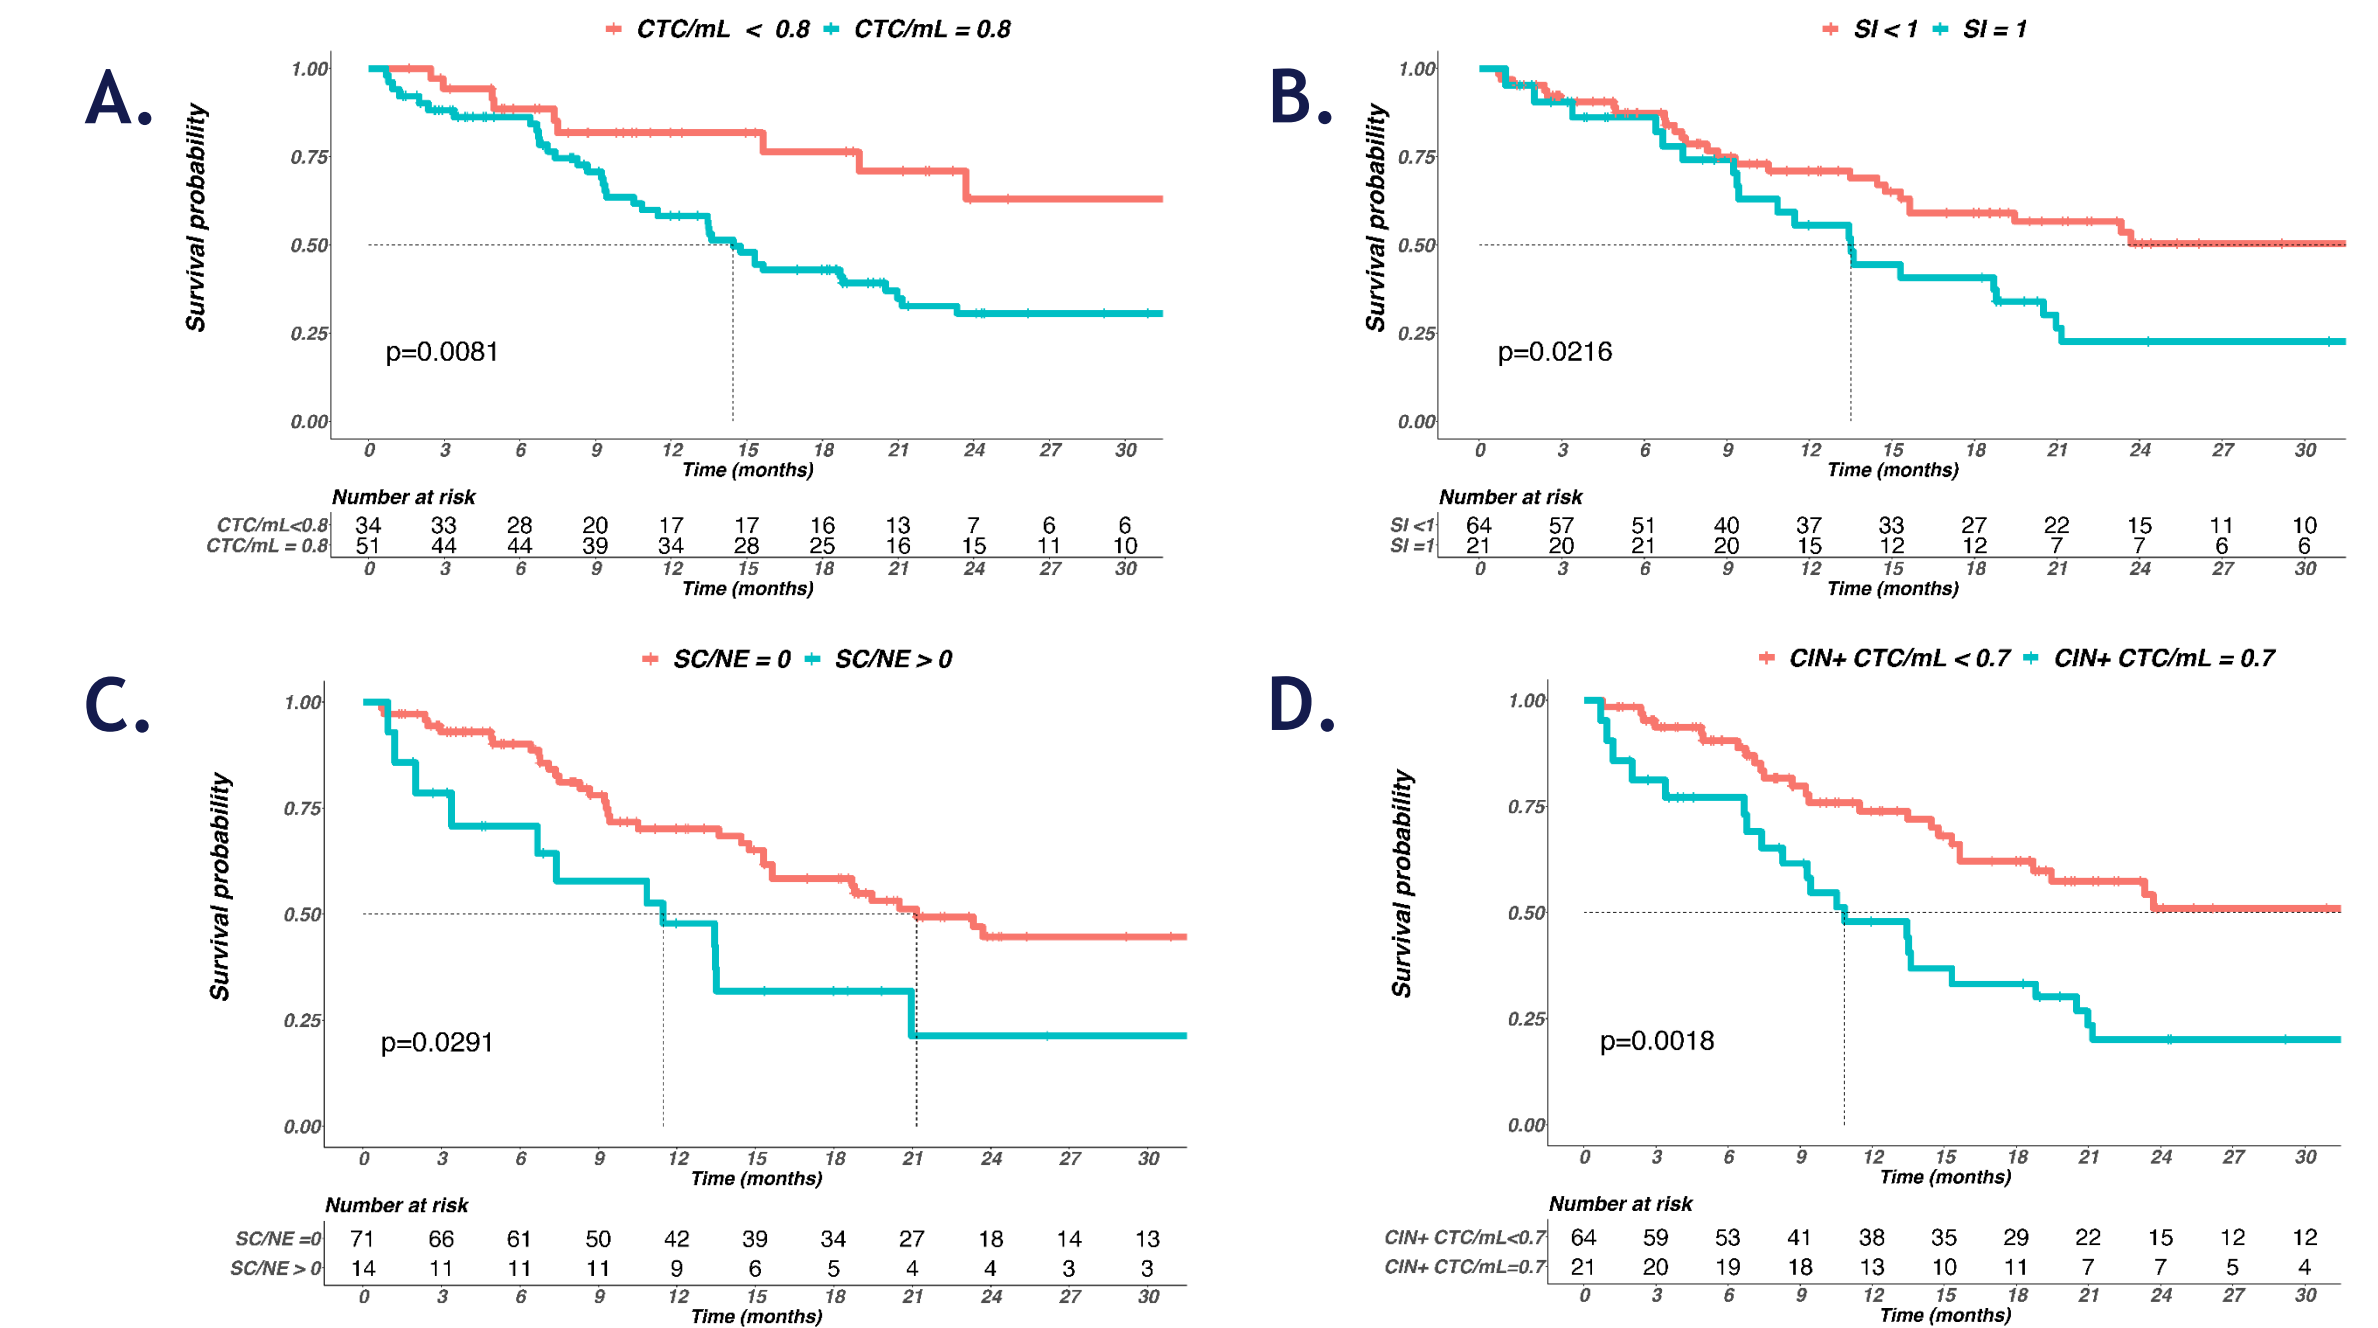 A.
CTC/mL < 0.8 CTC/mL = 0.8
Survival probability
1.00
0.75
0.50
0.25
0.00
p=0.0081
0 3 6 9 12 15 18 21 24 27 30
Time (months)
Number at risk
CTC/mL<0.8 34 33 28 20 17 17 16 13 7 6 6
CTC/mL = 0.8 51 44 44 39 34 28 25 16 15 11 10
0 3 6 9 12 15 18 21 24 27 30
Time (months)
B.
SI < 1 SI = 1
Survival probability
1.00
0.75
0.50
0.25
0.00
p=0.0216
0 3 6 9 12 15 18 21 24 27 30
Time (months)
Number at risk
SI <1 64 57 51 40 37 33 27 22 15 11 10
SI =1 21 20 21 20 15 12 12 7 7 6 6
0 3 6 9 12 15 18 21 24 27 30
Time (months)
C.
SC/NE = 0 SC/NE > 0
Survival probability
1.00
0.75
0.50
0.25
0.00
p=0.0291
0 3 6 9 12 15 18 21 24 27 30
Time (months)
Number at risk
SC/NE =0 71 66 61 50 42 39 34 27 18 14 13
SC/NE > 0 14 11 11 11 9 6 5 4 4 3 3
0 3 6 9 12 15 18 21 24 27 30
Time (months)
D.
CIN+ CTC/mL < 0.7 CIN+ CTC/mL = 0.7
Survival probability
1.00
0.75
0.50
0.25
0.00
p=0.0018
0 3 6 9 12 15 18 21 24 27 30
Time (months)
Number at risk
CIN+ CTC/mL<0.7 64 59 53 41 38 35 29 22 15 12 12
CIN+ CTC/mL=0.7 21 20 19 18 13 10 11 7 7 5 4
0 3 6 9 12 15 18 21 24 27 30
Time (months)